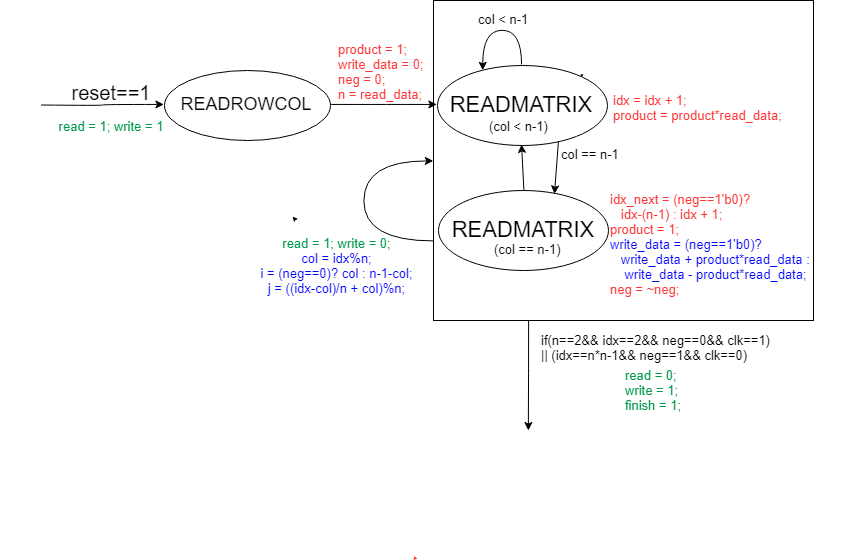 col < n-1
product = 1;
write_data = 0;
neg = 0;
n = read_data;
reset==1
READROWCOL
read = 1; write = 1
READMATRIX
(col < n-1)
idx = idx + 1;
product = product*read_data;
col == n-1
READMATRIX
(col == n-1)
idx_next = (neg==1'b0)?
idx-(n-1) : idx + 1;
product = 1;
write_data = (neg==1'b0)?
write_data + product*read_data :
write_data - product*read_data;
neg = ~neg;
read = 1; write = 0;
col = idx%n;
i = (neg==0)? col : n-1-col;
j = ((idx-col)/n + col)%n;
if(n==2&& idx==2&& neg==0&& clk==1)
|| (idx==n*n-1&& neg==1&& clk==0)
read = 0;
write = 1;
finish = 1;